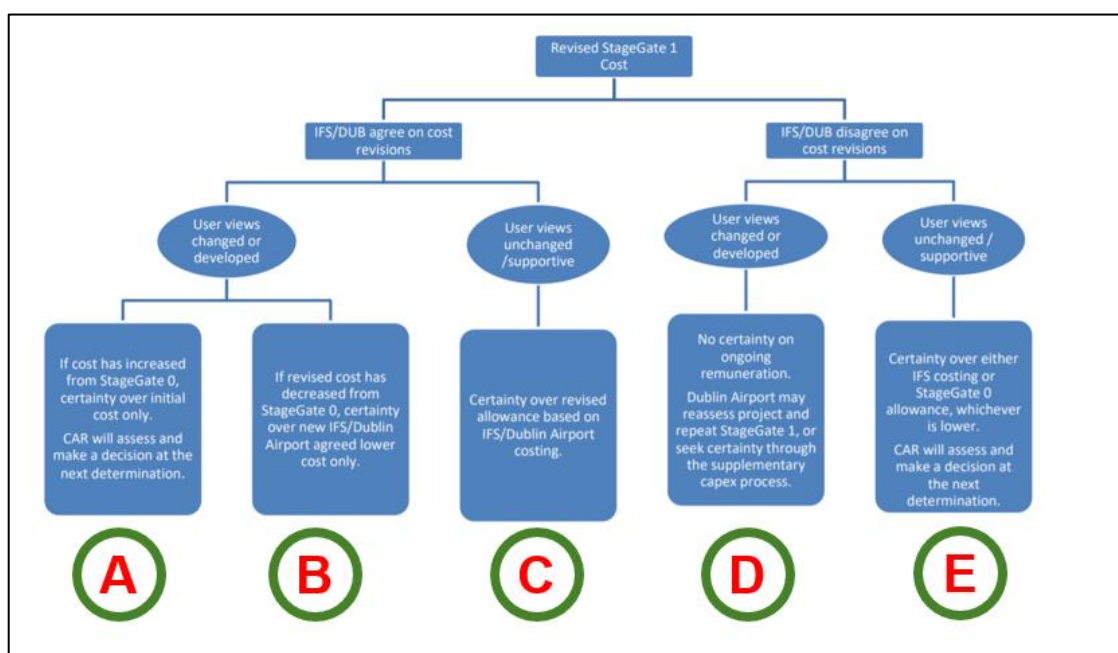 Revised StageGate 1
Cost
IFS/DUB agree on cost
revisions
IFS/DUB disagree on
cost revisions
User views
changed or
developed
User views
unchanged
/supportive
User views
changed or
developed
User views
unchanged /
supportive
If cost has increased
from StageGate 0,
certainty over initial
cost only.
CAR will assess and
make a decision at the
next determination.
If revised cost has
decreased from
StageGate 0, certainty
over new IFS/Dublin
Airport agreed lower
cost only.
Certainty over revised
allowance based on
IFS/Dublin Airport
costing.
No certainty on
ongoing
remuneration.
Dublin Airport may
reassess project and
repeat StageGate 1, or
seek certainty through
the supplementary
capex process.
Certainty over either
IFS costing or
StageGate 0
allowance, whichever
is lower.
CAR will assess and
make a decision at
the next
determination.
A
B
C
D
E